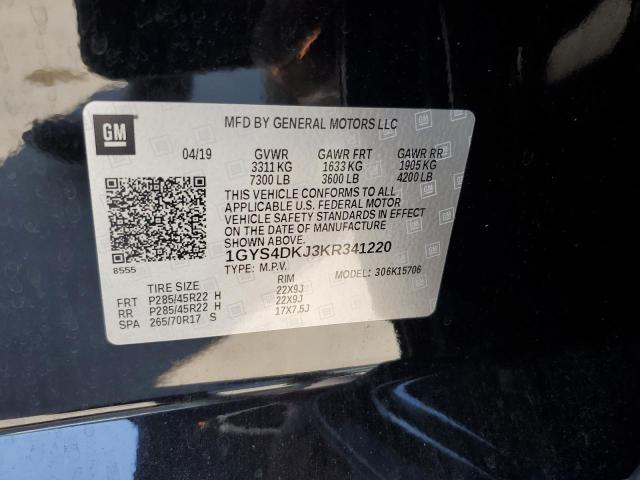 GM
MFD BY GENERAL MOTORS LLC
04/19 GVWR GAWR FRT GAWR RR
3311 KG 1633 KG 1905 KG
7300 LB 3600 LB 4200 LB
THIS VEHICLE CONFORMS TO ALL
APPLICABLE U.S. FEDERAL MOTOR
VEHICLE SAFETY STANDARDS IN EFFECT
ON THE DATE OF MANUFACTURE
SHOWN ABOVE.
1GYS4DKJ3KR341220
8555
TYPE: M.P.V. MODEL: 306K15706
TIRE SIZE RIM
FRT P285/45R22 H 22X9J
RR P285/45R22 H 22X9J
SPA 265/70R17 S 17X7.5J